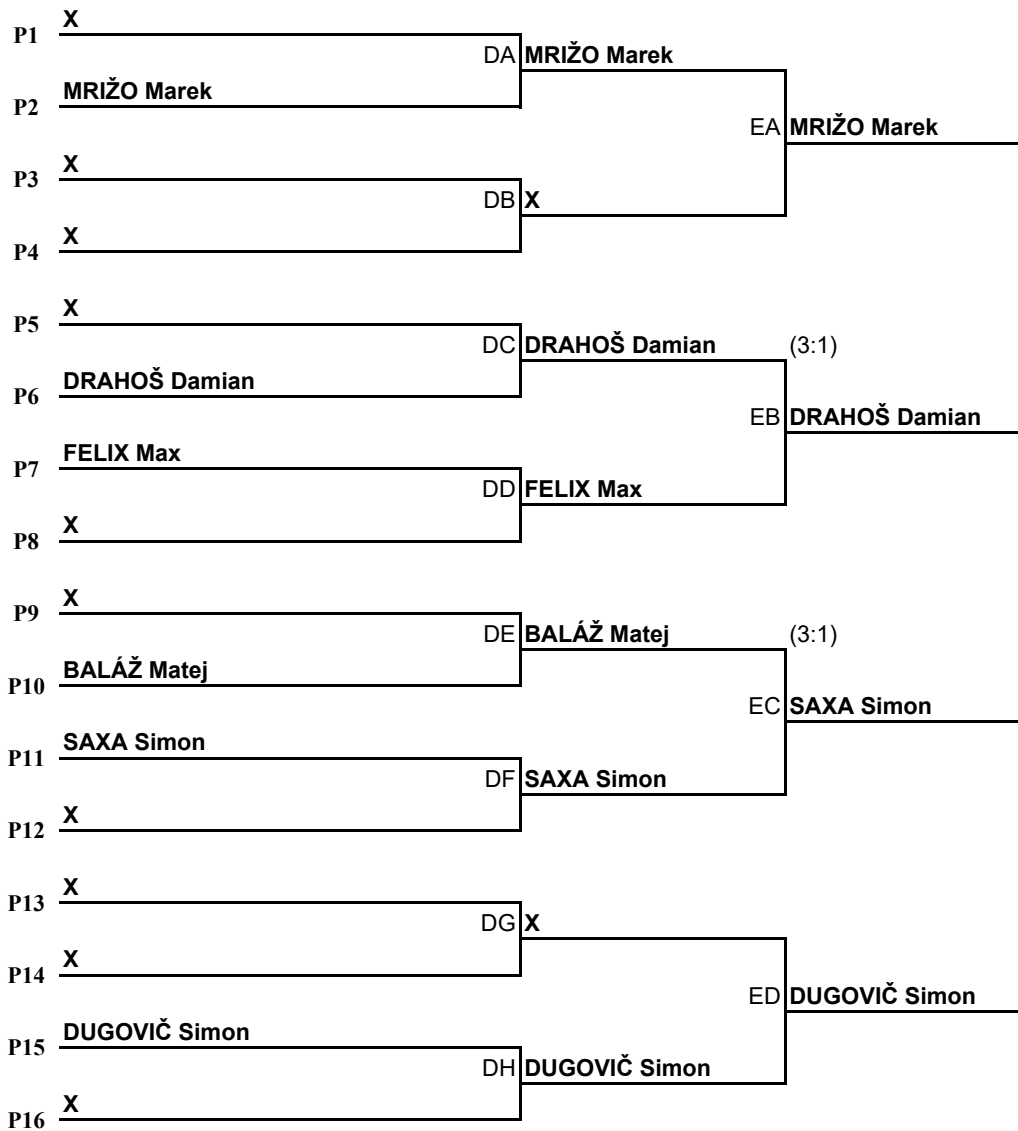 P1 X
DA MRIŽO Marek
P2 MRIŽO Marek
EA MRIŽO Marek
P3 X
DB X
P4 X
P5 X
DC DRAHOŠ Damian (3:1)
P6 DRAHOŠ Damian
EB DRAHOŠ Damian
P7 FELIX Max
DD FELIX Max
P8 X
P9 X
DE BALÁŽ Matej (3:1)
P10 BALÁŽ Matej
EC SAXA Simon
P11 SAXA Simon
DF SAXA Simon
P12 X
P13 X
DG X
P14 X
ED DUGOVIČ Simon
P15 DUGOVIČ Simon
DH DUGOVIČ Simon
P16 X